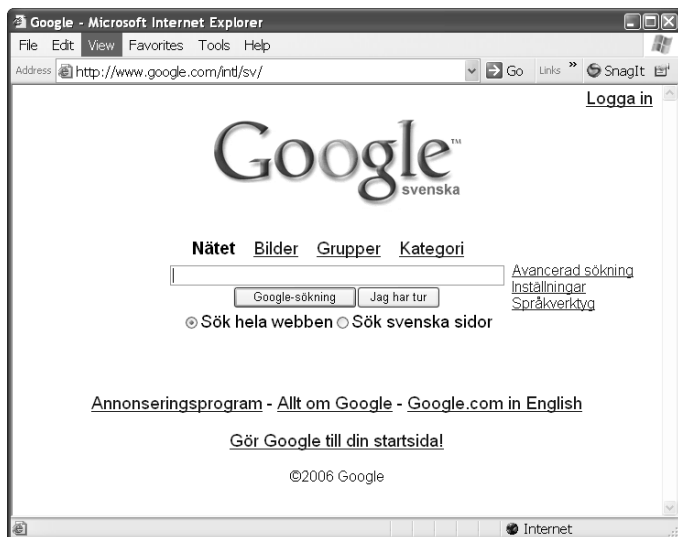 Google - Microsoft Internet Explorer
File Edit View Favorites Tools Help
Address http://www.google.com/intl/sv/ Go Links » SnagIt
Logga in
Google™
svenska
Nätet Bilder Grupper Kategori
Avancerad sökning
Inställningar
Språkverktyg
Google-sökning Jag har tur
Sök hela webben Sök svenska sidor
Annonseringsprogram - Allt om Google - Google.com in English
Gör Google till din startsida!
©2006 Google
Internet